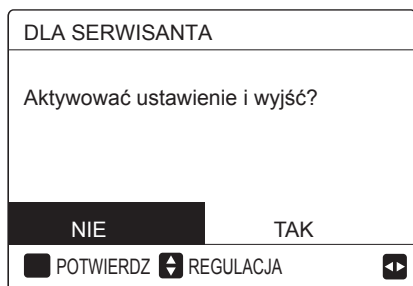 DLA SERWISANTA
Aktywować ustawienie i wyjść?
NIE TAK
POTWIERDZ REGULACJA